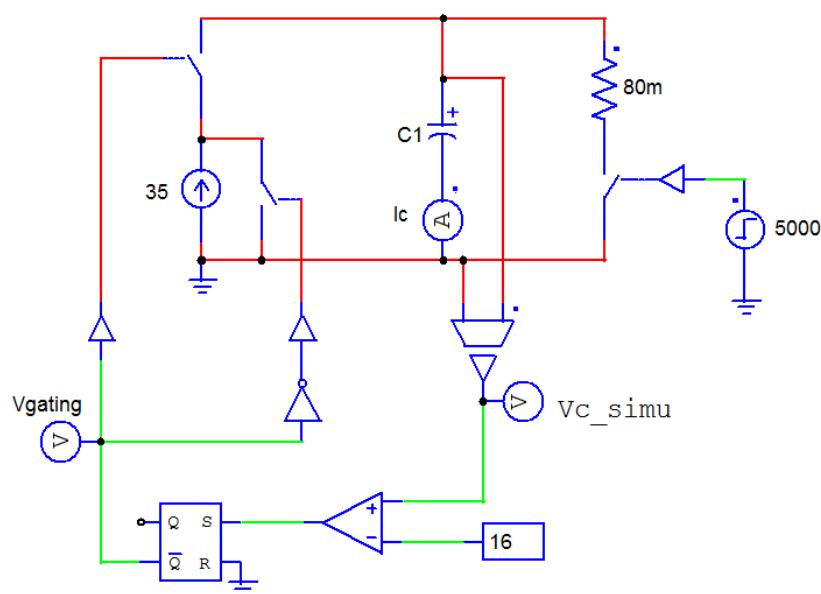 80m
+
C1
35
Ic
A
5000
Vgating
V
V
Vc_simu
Q
S
+
Q̅
R
−
16